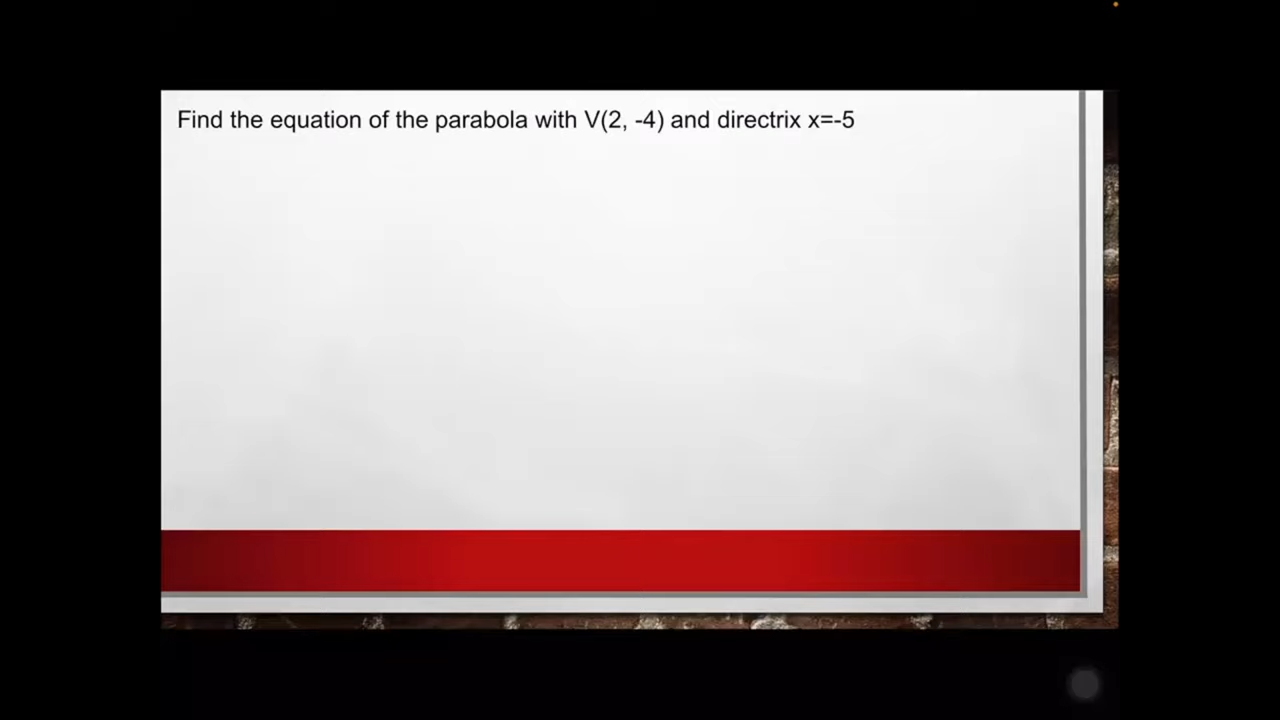 Find the equation of the parabola with V(2, -4) and directrix x=-5